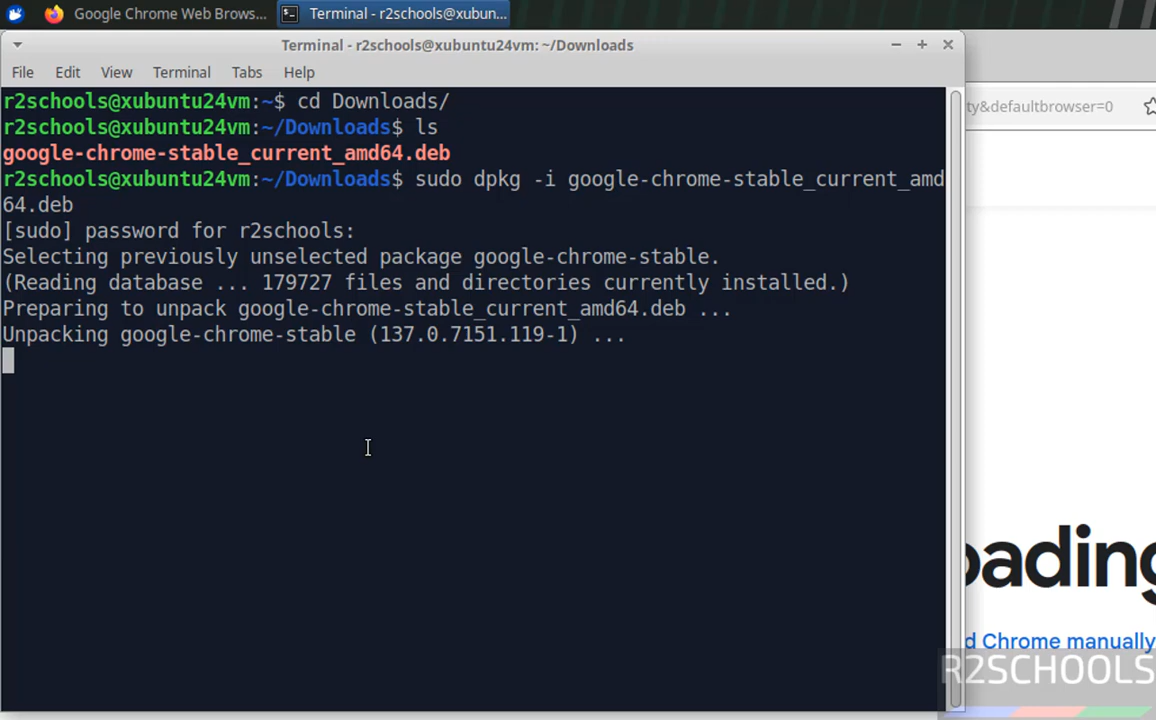 Google Chrome Web Brows...
Terminal - r2schools@xubun...
Terminal - r2schools@xubuntu24vm: ~/Downloads
File Edit View Terminal Tabs Help
r2schools@xubuntu24vm:~$ cd Downloads/
r2schools@xubuntu24vm:~/Downloads$ ls
google-chrome-stable_current_amd64.deb
r2schools@xubuntu24vm:~/Downloads$ sudo dpkg -i google-chrome-stable_current_amd
64.deb
[sudo] password for r2schools:
Selecting previously unselected package google-chrome-stable.
(Reading database ... 179727 files and directories currently installed.)
Preparing to unpack google-chrome-stable_current_amd64.deb ...
Unpacking google-chrome-stable (137.0.7151.119-1) ...
ty&defaultbrowser=0
oading
d Chrome manually
R2SCHOOLS